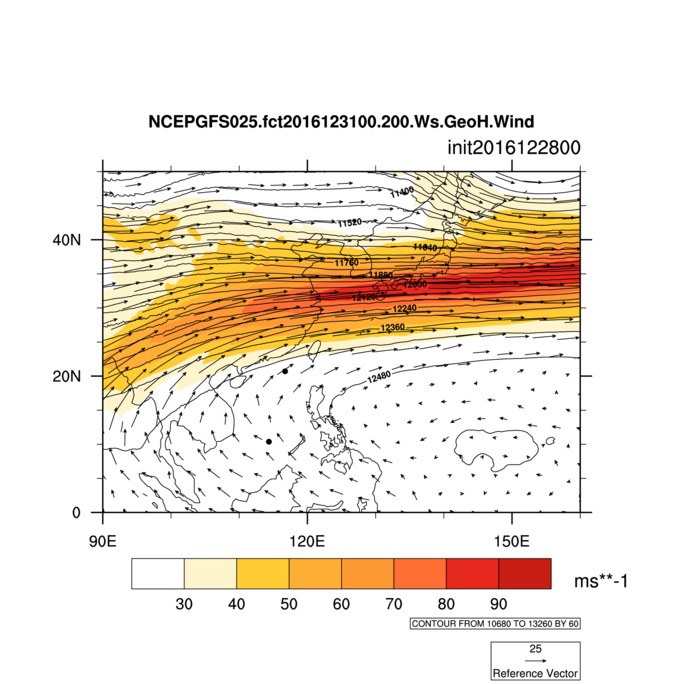 NCEPGFS025.fct2016123100.200.Ws.GeoH.Wind
init2016122800
11400
11520
40N
11640
11760
11880
12000
12120
12240
12360
20N
12480
0
90E 120E 150E
ms**-1
30 40 50 60 70 80 90
CONTOUR FROM 10680 TO 13260 BY 60
25
Reference Vector